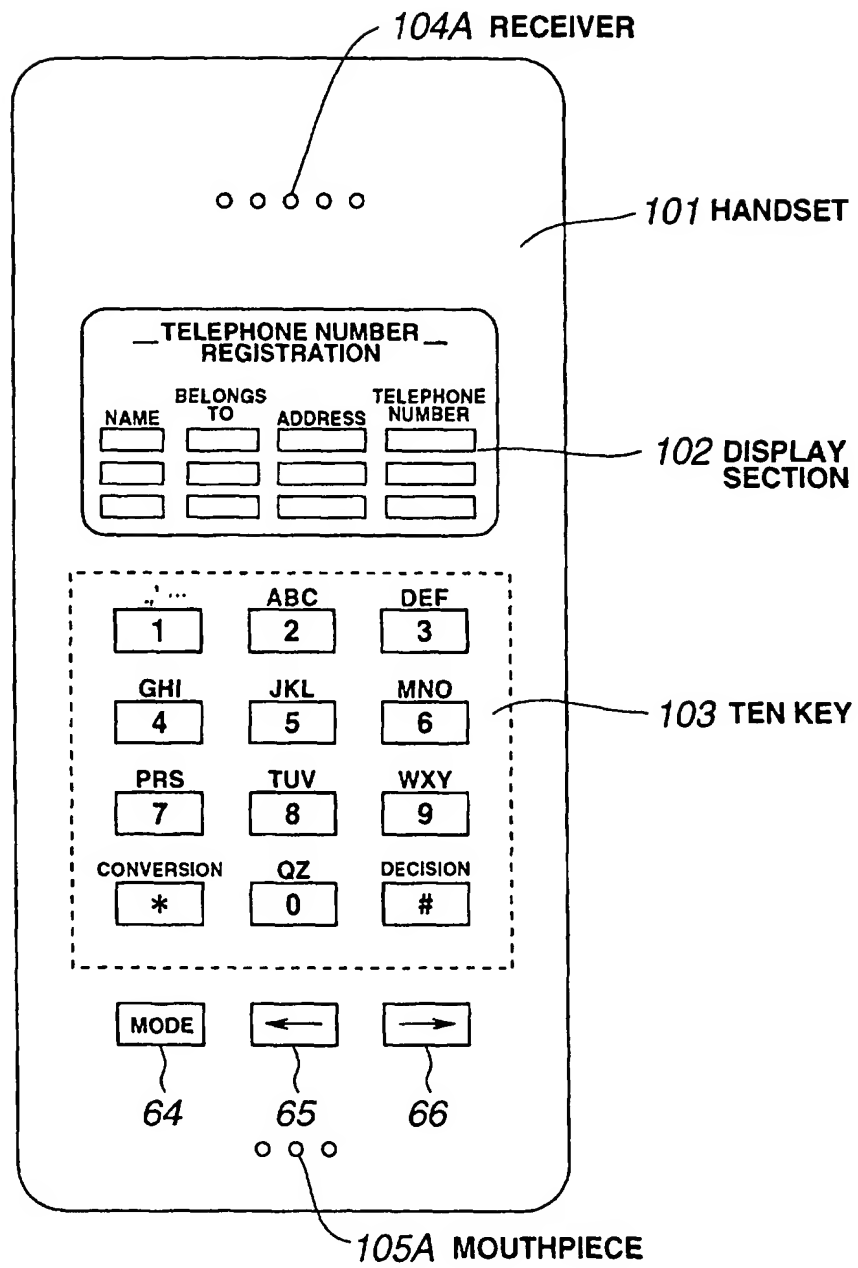 104A RECEIVER
101 HANDSET
TELEPHONE NUMBER
REGISTRATION
NAME BELONGS TO ADDRESS TELEPHONE NUMBER
102 DISPLAY
SECTION
.,' ... ABC DEF
1 2 3
GHI JKL MNO
4 5 6
103 TEN KEY
PRS TUV WXY
7 8 9
CONVERSION QZ DECISION
* 0 #
MODE ← →
64 65 66
105A MOUTHPIECE